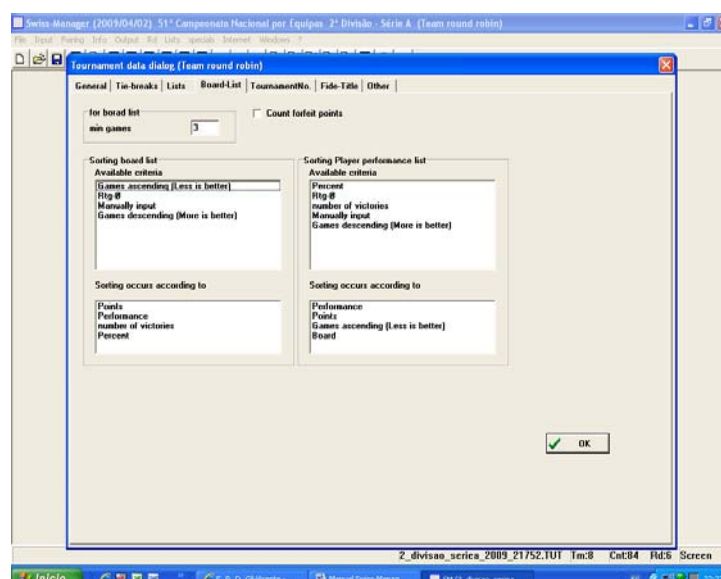 Swiss-Manager (2009/04/02) 51º Campeonato Nacional por Equipas 2ª Divisão - Série A (Team round robin)
File Input Pairing Info Output Rd Lists specials Internet Windows ?
Tournament data dialog (Team round robin)
General Tie-breaks Lists Board-List TournamentNo. Fide-Title Other
for borad list
Count forfeit points
min games 3
Sorting board list
Available criteria
Games ascending (Less is better)
Rtg-Ø
Manually input
Games descending (More is better)
Sorting occurs according to
Points
Performance
number of victories
Percent
Sorting Player performance list
Available criteria
Percent
Rtg-Ø
number of victories
Manually input
Games descending (More is better)
Sorting occurs according to
Performance
Points
Games ascending (Less is better)
Board
OK
2_divisao_serica_2009_21752.TUT Tm:8 Cnt:84 Rd:6 Screen
Início